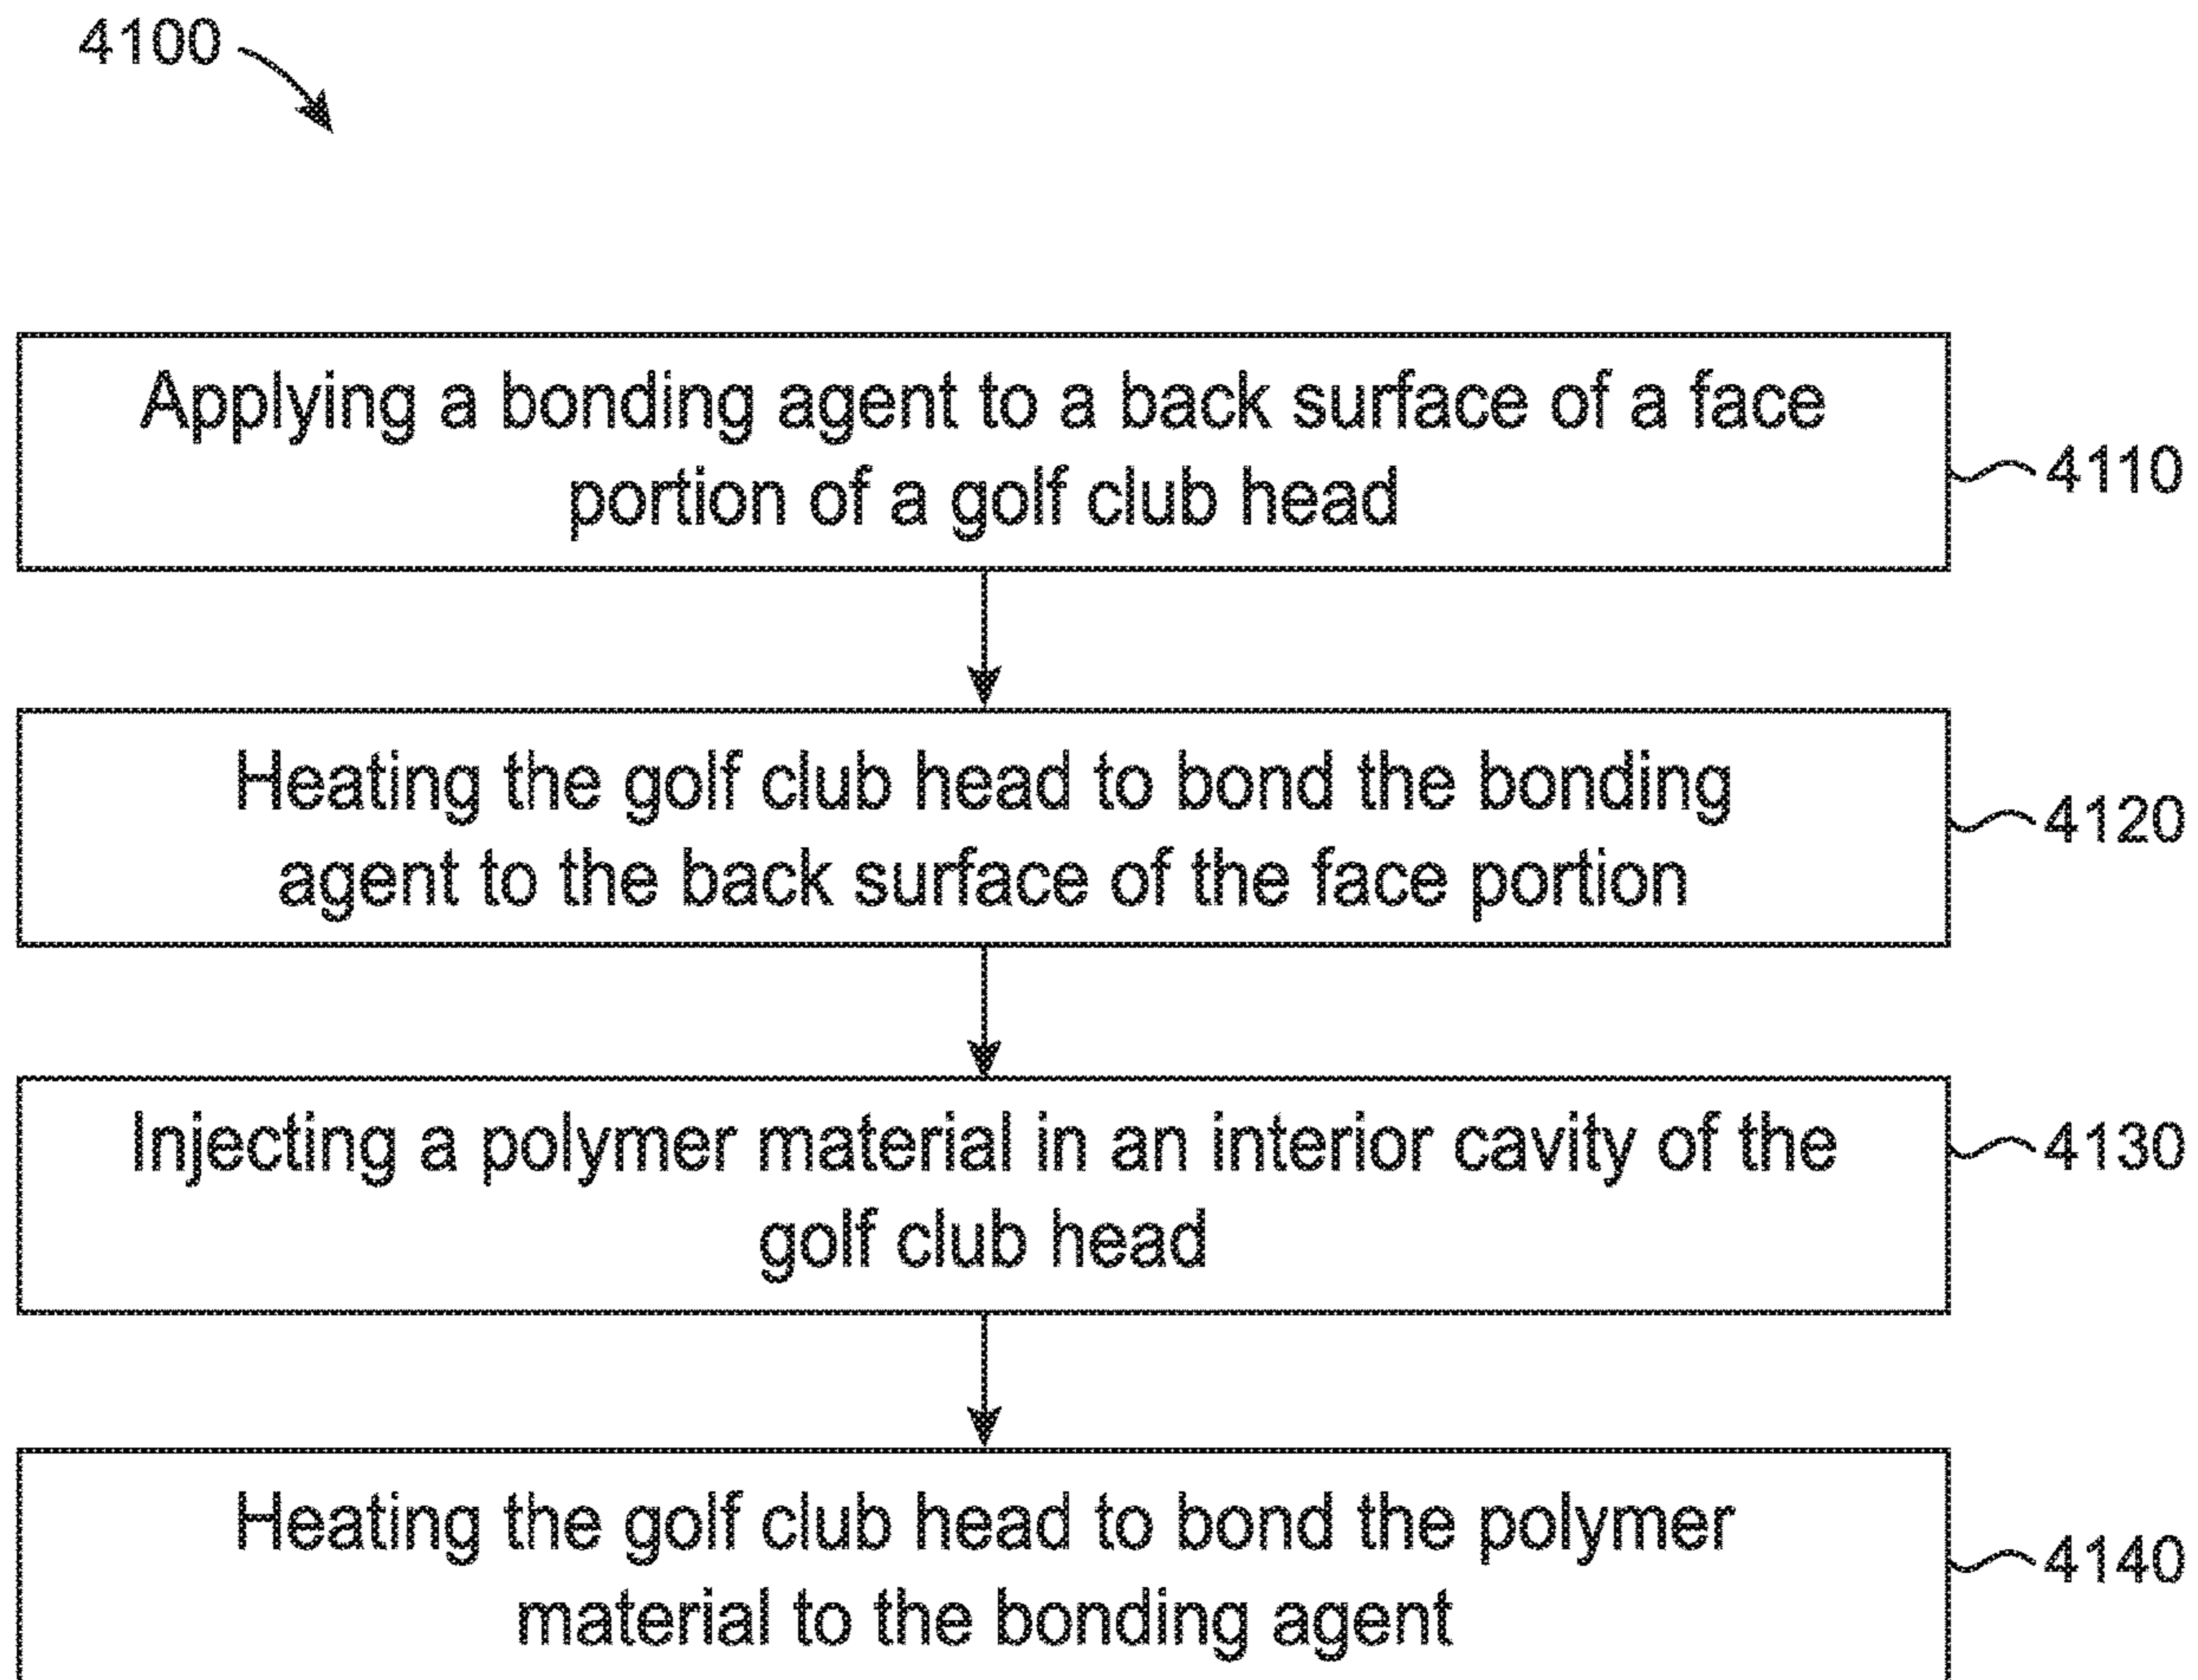 4100
Applying a bonding agent to a back surface of a face
portion of a golf club head
4110
Heating the golf club head to bond the bonding
agent to the back surface of the face portion
4120
Injecting a polymer material in an interior cavity of the
golf club head
4130
Heating the golf club head to bond the polymer
material to the bonding agent
4140